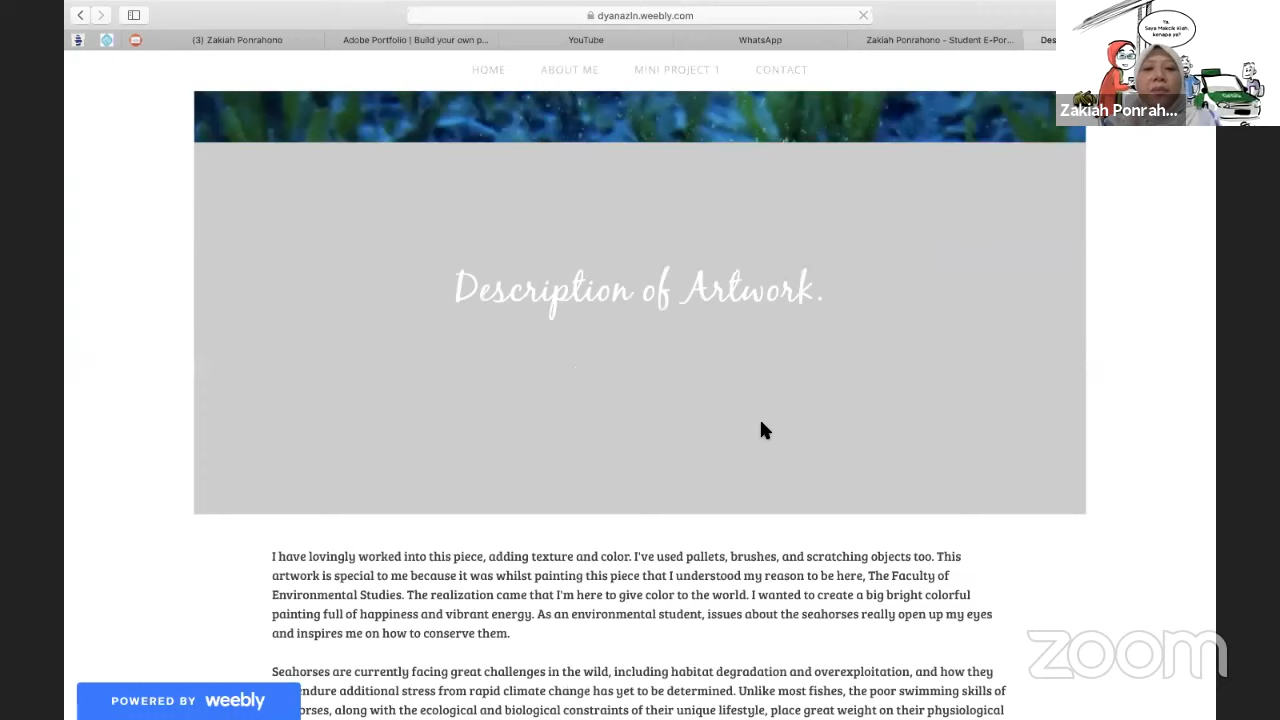 dyanazln.weebly.com
(3) Zakiah Ponrahono
Adobe Portfolio | Build your own p...
YouTube
WhatsApp
Zakiah Ponrahono - Student E-Por...
Des
Ya,
Saya Makcik Kiah,
kenapa ye?
Zakiah Ponrah...
HOME
ABOUT ME
MINI PROJECT 1
CONTACT
Description of Artwork.
I have lovingly worked into this piece, adding texture and color. I've used pallets, brushes, and scratching objects too. This
artwork is special to me because it was whilst painting this piece that I understood my reason to be here, The Faculty of
Environmental Studies. The realization came that I'm here to give color to the world. I wanted to create a big bright colorful
painting full of happiness and vibrant energy. As an environmental student, issues about the seahorses really open up my eyes
and inspires me on how to conserve them.
Seahorses are currently facing great challenges in the wild, including habitat degradation and overexploitation, and how they
endure additional stress from rapid climate change has yet to be determined. Unlike most fishes, the poor swimming skills of
orses, along with the ecological and biological constraints of their unique lifestyle, place great weight on their physiological
POWERED BY weebly
zoom